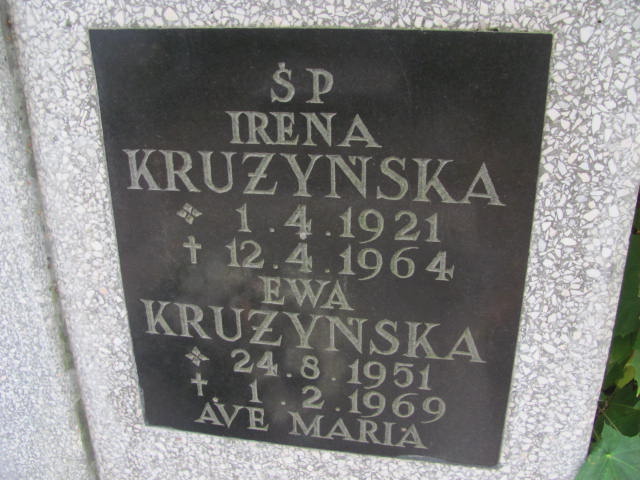 ŚP
IRENA
KRUŻYŃSKA
1.4.1921
✝ 12.4.1964
EWA
KRUŻYŃSKA
24.8.1951
✝ 1.2.1969
AVE MARIA